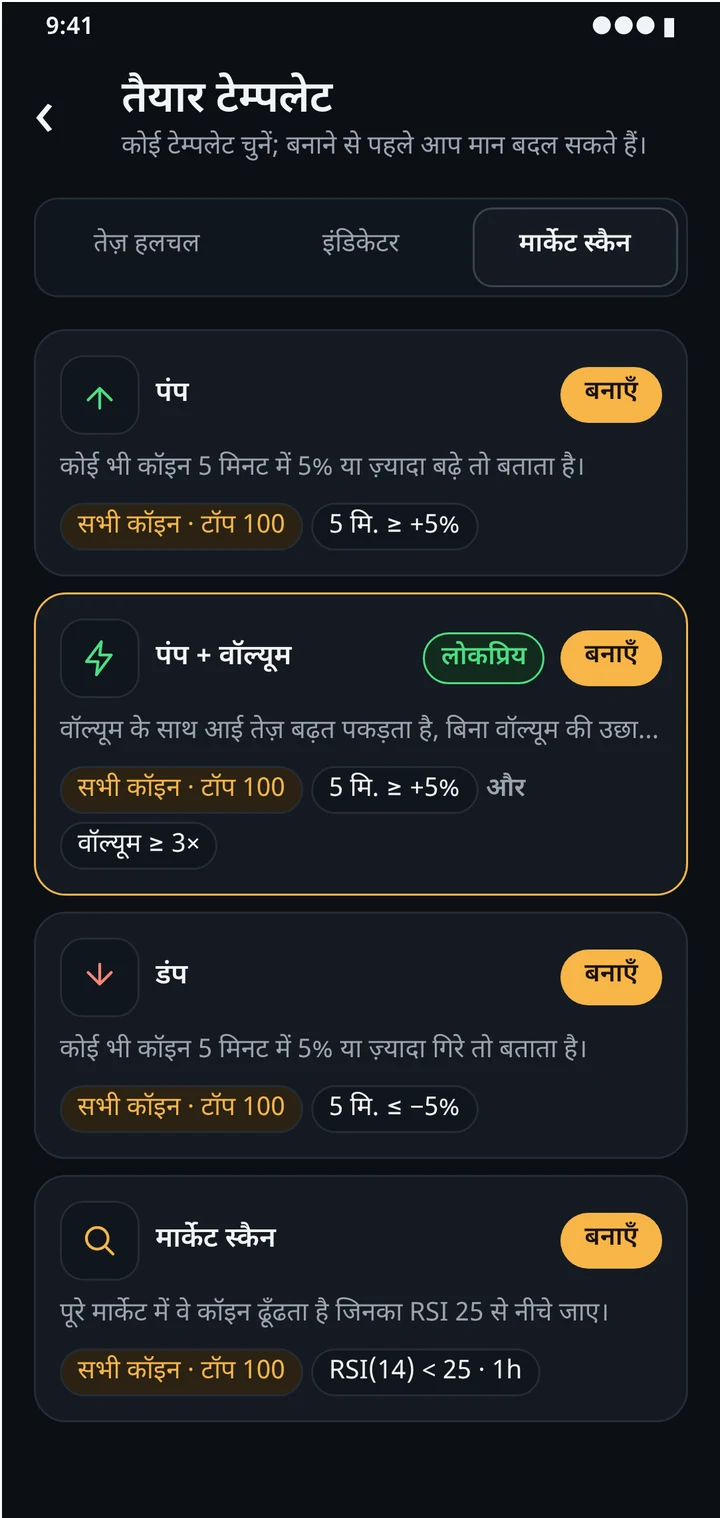 9:41
तैयार टेम्पलेट
कोई टेम्पलेट चुनें; बनाने से पहले आप मान बदल सकते हैं।
तेज़ हलचल
इंडिकेटर
मार्केट स्कैन
पंप
बनाएँ
कोई भी कॉइन 5 मिनट में 5% या ज़्यादा बढ़े तो बताता है।
सभी कॉइन · टॉप 100
5 मि. ≥ +5%
पंप + वॉल्यूम
लोकप्रिय
बनाएँ
वॉल्यूम के साथ आई तेज़ बढ़त पकड़ता है, बिना वॉल्यूम की उछा…
सभी कॉइन · टॉप 100
5 मि. ≥ +5%
और
वॉल्यूम ≥ 3×
डंप
बनाएँ
कोई भी कॉइन 5 मिनट में 5% या ज़्यादा गिरे तो बताता है।
सभी कॉइन · टॉप 100
5 मि. ≤ −5%
मार्केट स्कैन
बनाएँ
पूरे मार्केट में वे कॉइन ढूँढता है जिनका RSI 25 से नीचे जाए।
सभी कॉइन · टॉप 100
RSI(14) < 25 · 1h